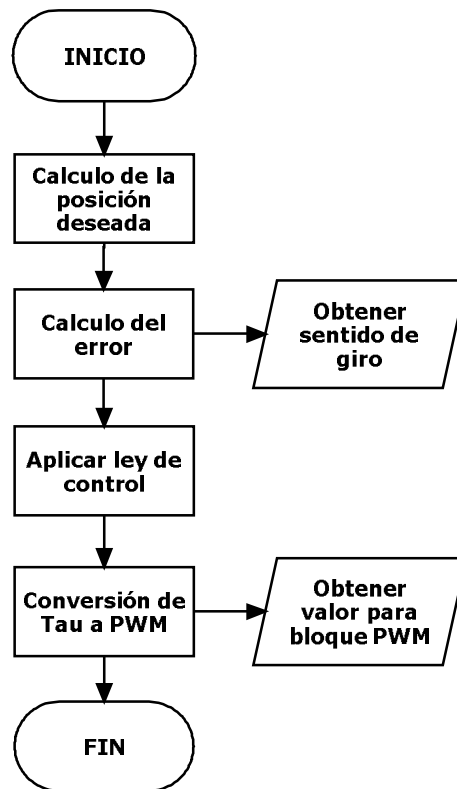 INICIO
Calculo de la
posición
deseada
Calculo del
error
Obtener
sentido de
giro
Aplicar ley de
control
Conversión de
Tau a PWM
Obtener
valor para
bloque PWM
FIN